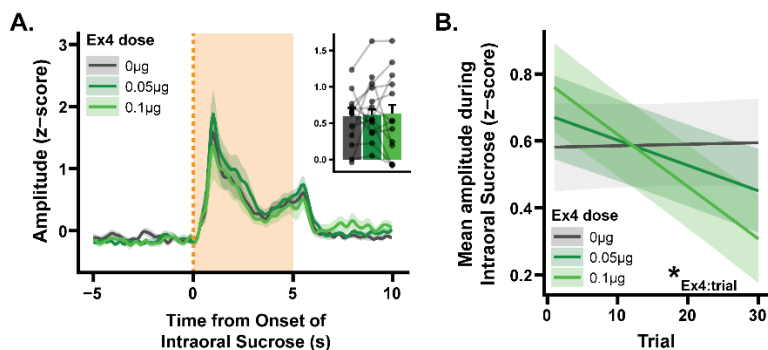 A.
Ex4 dose
0µg
0.05µg
0.1µg
Amplitude (z−score)
3
2
1
0
−5
0
5
10
Time from Onset of
Intraoral Sucrose (s)
1.5
1.0
0.5
0.0
B.
Mean amplitude during
Intraoral Sucrose (z−score)
0.8
0.6
0.4
0.2
Ex4 dose
0µg
0.05µg
0.1µg
*Ex4:trial
0
10
20
30
Trial